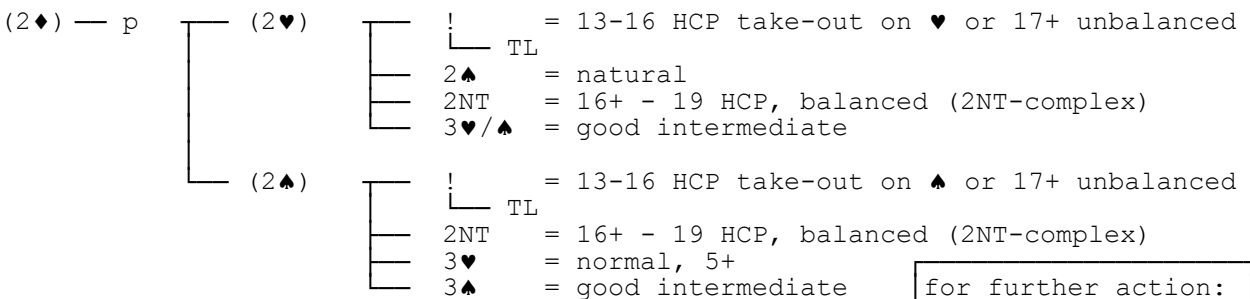 (2♦) — p (2♥) ! = 13-16 HCP take-out on ♥ or 17+ unbalanced
TL
2♠ = natural
2NT = 16+ - 19 HCP, balanced (2NT-complex)
3♥/♠ = good intermediate
(2♠) ! = 13-16 HCP take-out on ♠ or 17+ unbalanced
TL
2NT = 16+ - 19 HCP, balanced (2NT-complex)
3♥ = normal, 5+
3♠ = good intermediate for further action: